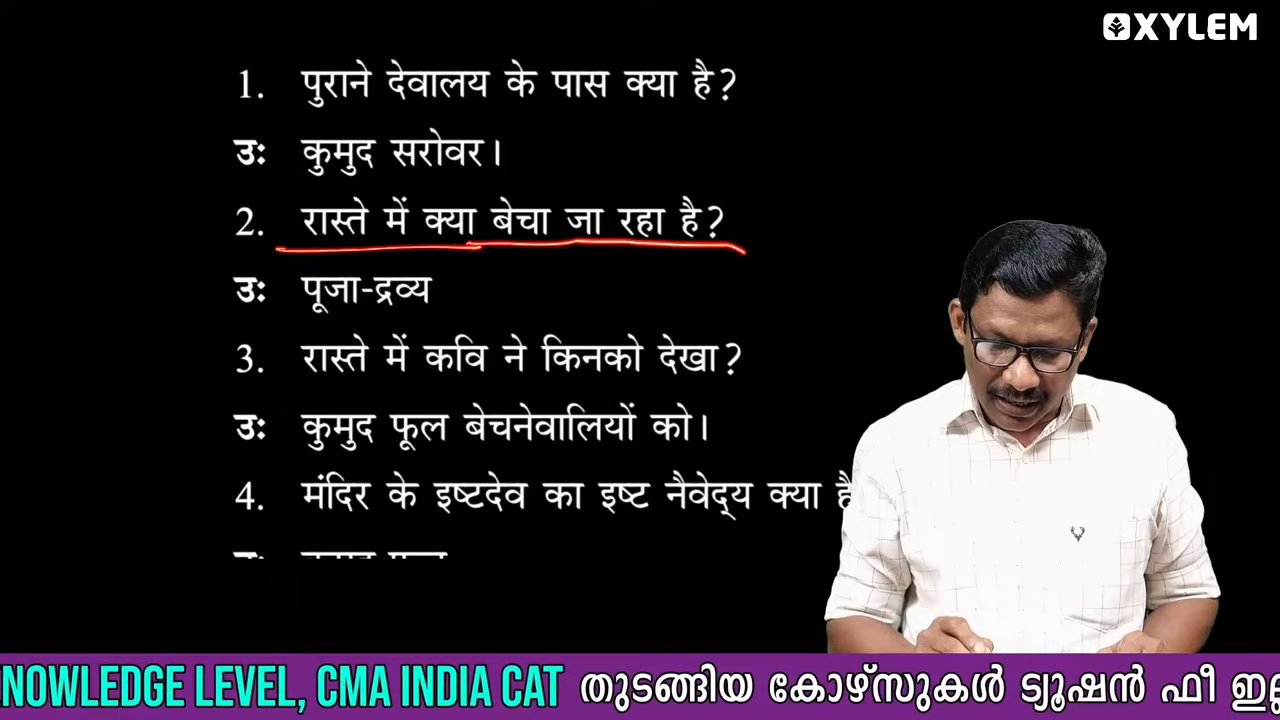 XYLEM
1. पुराने देवालय के पास क्या है?
उः कुमुद सरोवर।
2. रास्ते में क्या बेचा जा रहा है?
उः पूजा-द्रव्य
3. रास्ते में कवि ने किनको देखा?
उः कुमुद फूल बेचनेवालियों को।
4. मंदिर के इष्टदेव का इष्ट नैवेद्य क्या है
NOWLEDGE LEVEL, CMA INDIA CAT തുടങ്ങിയ കോഴ്സുകൾ ട്യൂഷൻ ഫീ